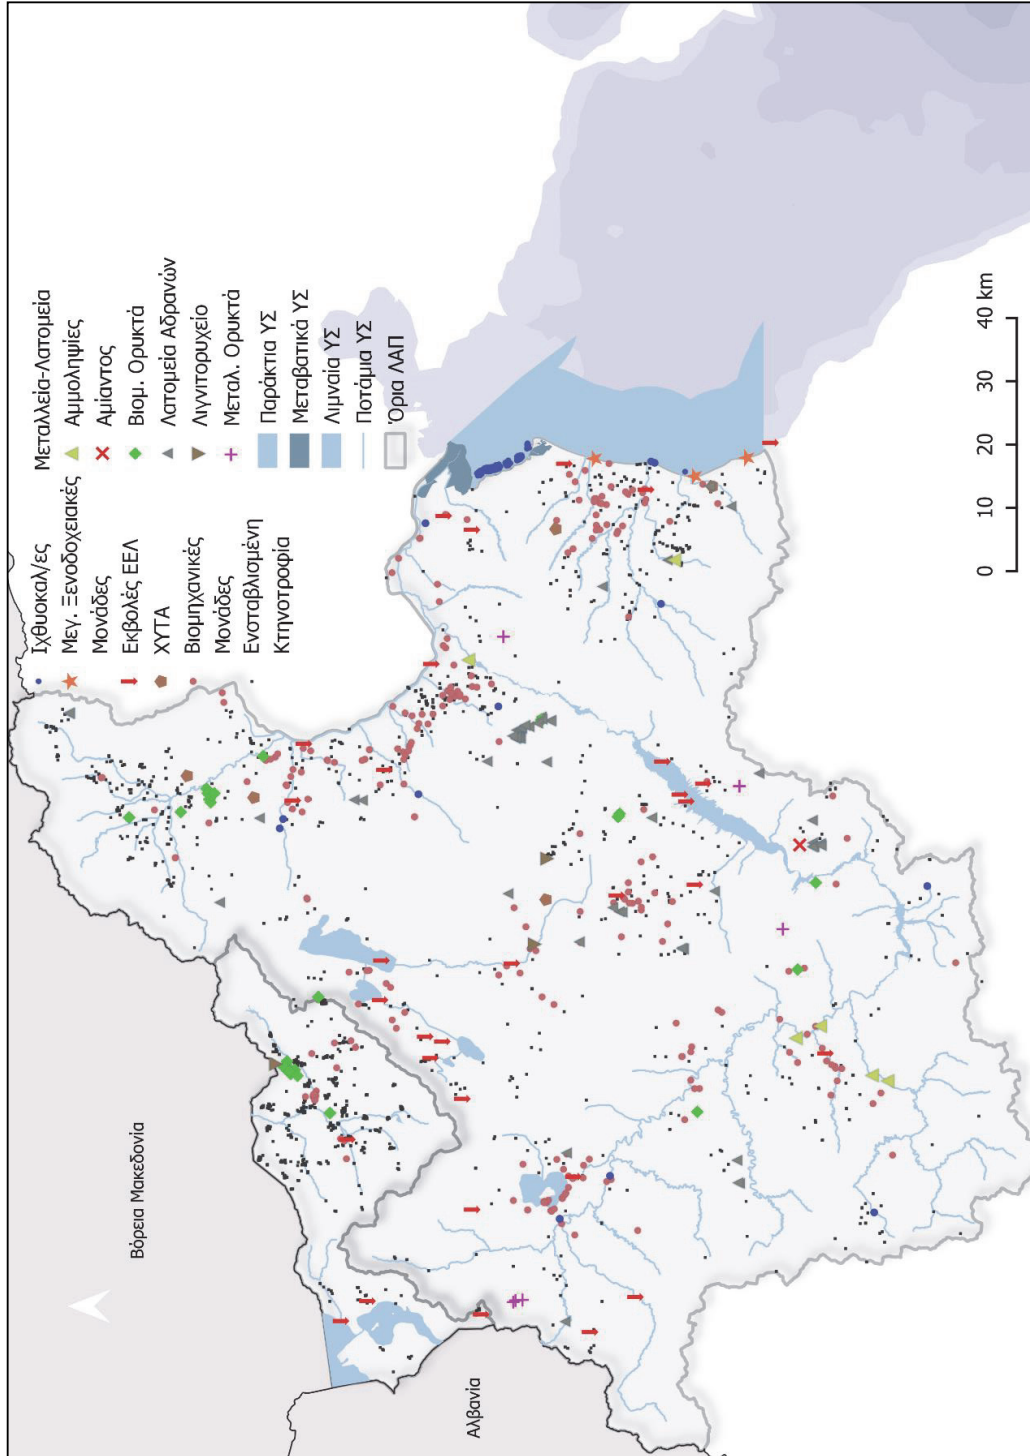 Ιχθυοκαλ/ες
Μεγ. Ξενοδοχειακές
Μονάδες
Εκβολές ΕΕΛ
ΧΥΤΑ
Βιομηχανικές
Μονάδες
Ενσταβλισμένη
Κτηνοτροφία
Μεταλλεία-Λατομεία
Αμμοληψίες
Αμίαντος
Βιομ. Ορυκτά
Λατομεία Αδρανών
Λιγνιτορυχείο
Μεταλ. Ορυκτά
Παράκτια ΥΣ
Μεταβατικά ΥΣ
Λιμναία ΥΣ
Ποτάμια ΥΣ
Όρια ΛΑΠ
Βόρεια Μακεδονία
Αλβανία
0 10 20 30 40 km